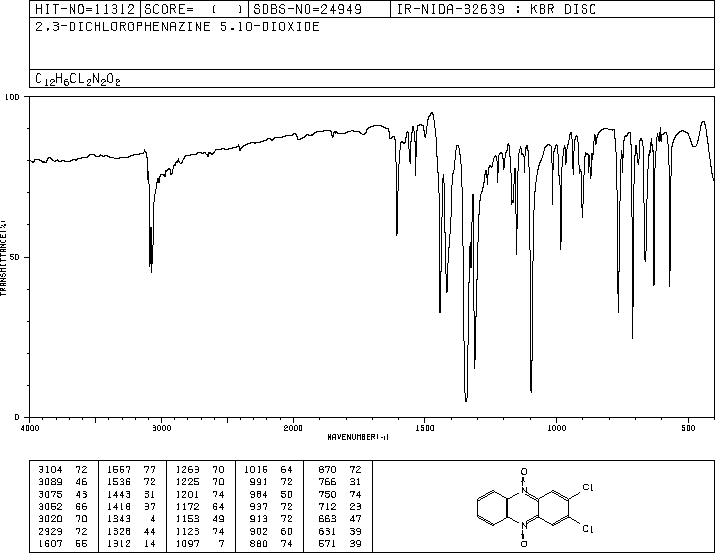 HIT-NO=11312 SCORE= ( ) SDBS-NO=24949 IR-NIDA-32639 : KBR DISC
2,3-DICHLOROPHENAZINE 5,10-DIOXIDE
C12H6CL2N2O2
100
50
0
TRANSMITTANCE(%)
4000 3000 2000 1500 1000 500
WAVENUMBER(-1)
3104 72 1567 77 1263 70 1016 64 870 72
3089 46 1536 72 1225 70 991 72 766 31
3075 43 1443 31 1201 74 984 50 750 74
3052 66 1418 37 1172 64 937 72 712 23
3020 70 1343 4 1153 49 913 72 663 47
2929 72 1328 44 1123 74 902 60 631 39
1607 55 1312 14 1097 7 880 74 571 39
O
N
Cl
Cl
N
O